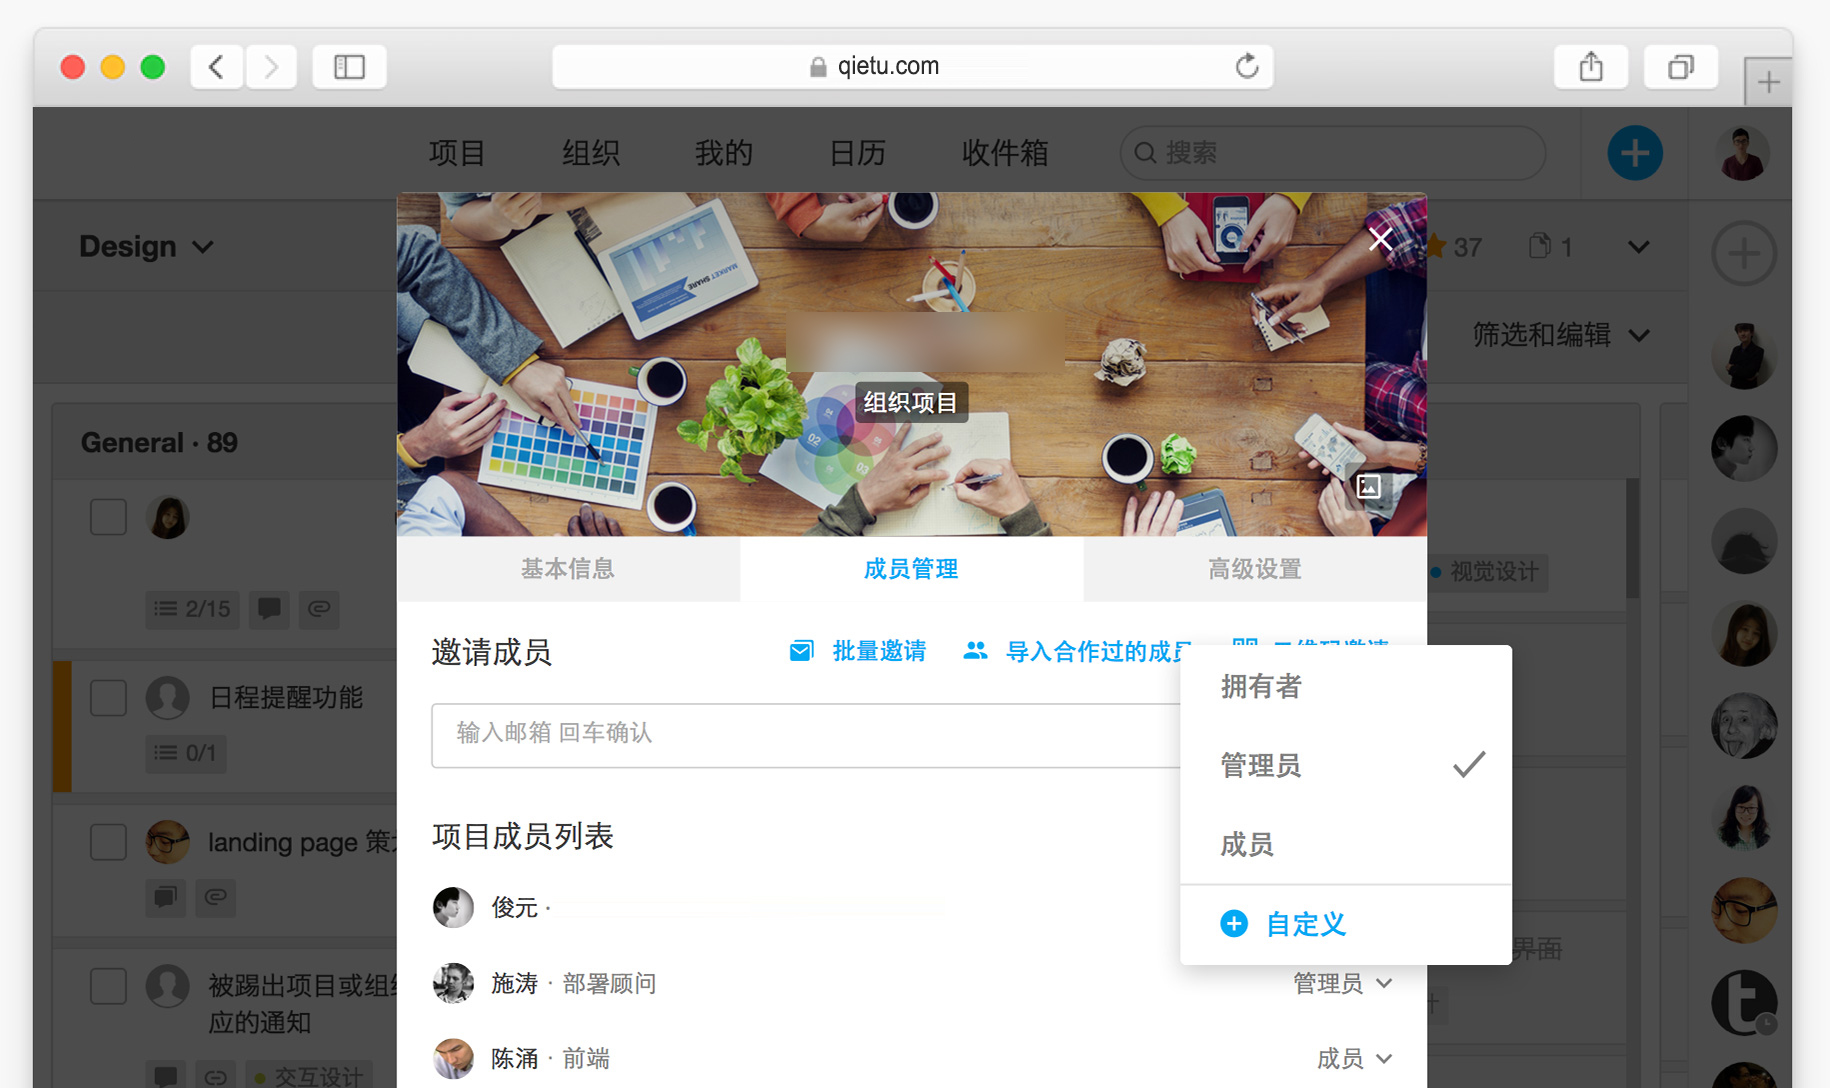 qietu.com
项目 组织 我的 日历 收件箱 搜索
Design
37 1
筛选和编辑
MARKET SHARE
组织项目
General · 89
02
03
基本信息 成员管理 高级设置
2/15
视觉设计
邀请成员 批量邀请 导入合作过的成员
输入邮箱 回车确认
日程提醒功能
0/1
拥有者
管理员
成员
自定义
项目成员列表
landing page 策
俊元 ·
界面
施涛 · 部署顾问 管理员
被踢出项目或组
应的通知
陈涌 · 前端 成员
交互设计